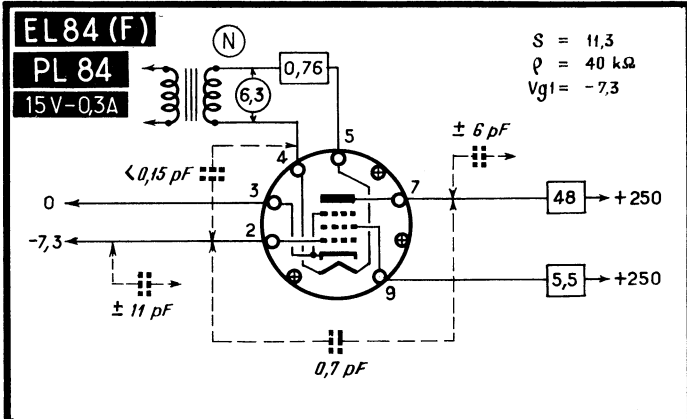 EL84 (F)
PL 84
15V-0,3A
N
6,3
0,76
S = 11,3
ρ = 40 kΩ
Vg1 = -7,3
< 0,15 pF
4
5
± 6 pF
0
3
7
48
+250
-7,3
2
9
5,5
+250
± 11 pF
0,7 pF